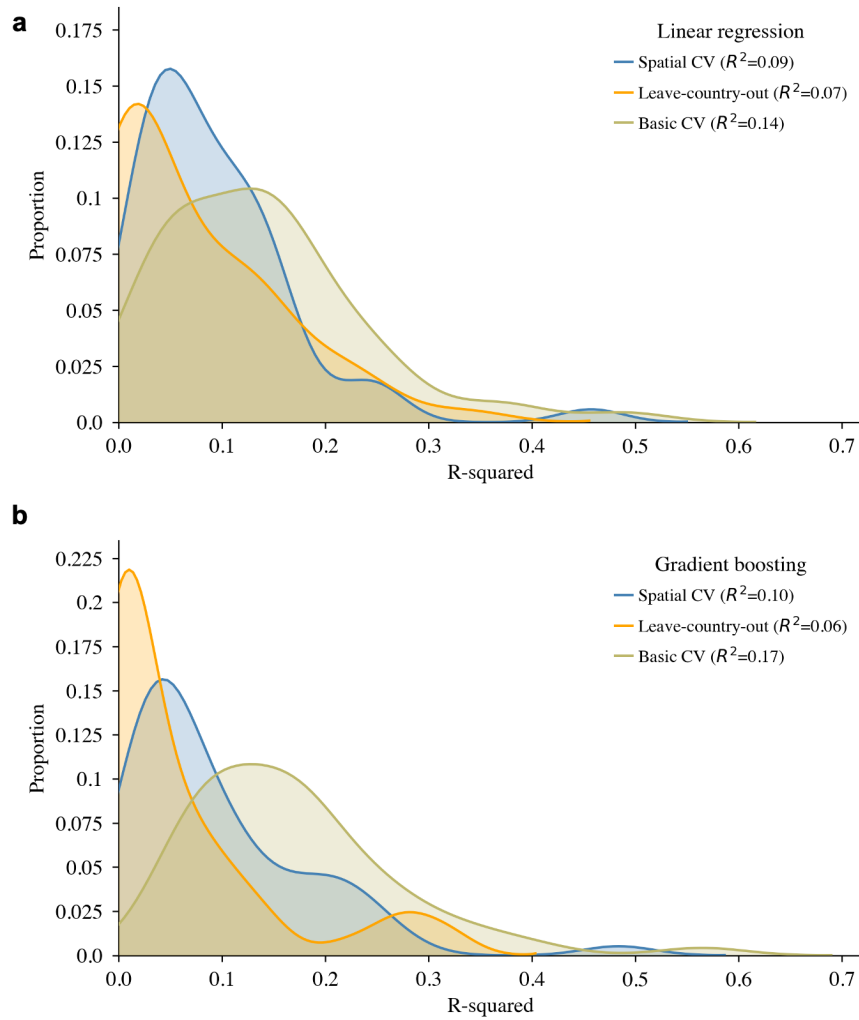 a
Linear regression
Spatial CV (R²=0.09)
Leave-country-out (R²=0.07)
Basic CV (R²=0.14)
0.175
0.15
0.125
0.1
0.075
0.05
0.025
0.0
Proportion
0.0 0.1 0.2 0.3 0.4 0.5 0.6 0.7
R-squared
b
Gradient boosting
Spatial CV (R²=0.10)
Leave-country-out (R²=0.06)
Basic CV (R²=0.17)
0.225
0.2
0.175
0.15
0.125
0.1
0.075
0.05
0.025
0.0
Proportion
0.0 0.1 0.2 0.3 0.4 0.5 0.6 0.7
R-squared